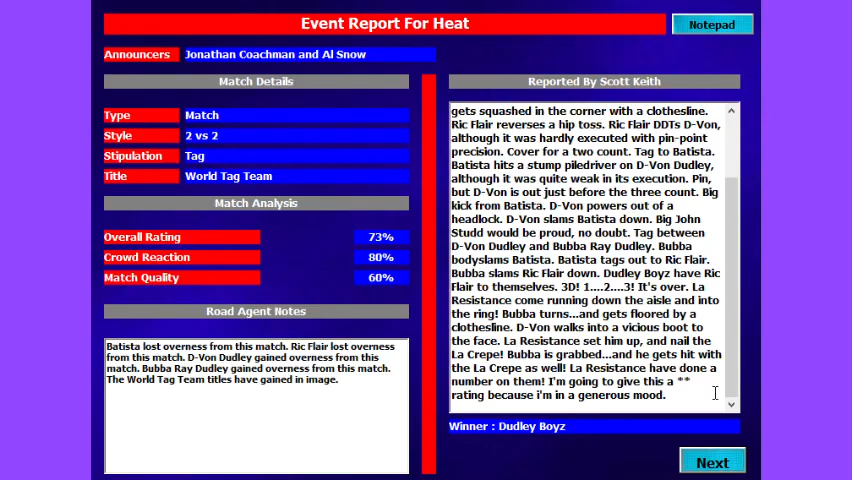 Event Report For Heat
Notepad
Announcers
Jonathan Coachman and Al Snow
Match Details
Type
Match
Style
2 vs 2
Stipulation
Tag
Title
World Tag Team
Match Analysis
Overall Rating
73%
Crowd Reaction
80%
Match Quality
60%
Road Agent Notes
Batista lost overness from this match. Ric Flair lost overness
from this match. D-Von Dudley gained overness from this
match. Bubba Ray Dudley gained overness from this match.
The World Tag Team titles have gained in image.
Reported By Scott Keith
gets squashed in the corner with a clothesline.
Ric Flair reverses a hip toss. Ric Flair DDTs D-Von,
although it was hardly executed with pin-point
precision. Cover for a two count. Tag to Batista.
Batista hits a stump piledriver on D-Von Dudley,
although it was quite weak in its execution. Pin,
but D-Von is out just before the three count. Big
kick from Batista. D-Von powers out of a
headlock. D-Von slams Batista down. Big John
Studd would be proud, no doubt. Tag between
D-Von Dudley and Bubba Ray Dudley. Bubba
bodyslams Batista. Batista tags out to Ric Flair.
Bubba slams Ric Flair down. Dudley Boyz have Ric
Flair to themselves. 3D! 1....2....3! It's over. La
Resistance come running down the aisle and into
the ring! Bubba turns...and gets floored by a
clothesline. D-Von walks into a vicious boot to
the face. La Resistance set him up, and nail the
La Crepe! Bubba is grabbed...and he gets hit with
the La Crepe as well! La Resistance have done a
number on them! I'm going to give this a **
rating because i'm in a generous mood.
Winner : Dudley Boyz
Next